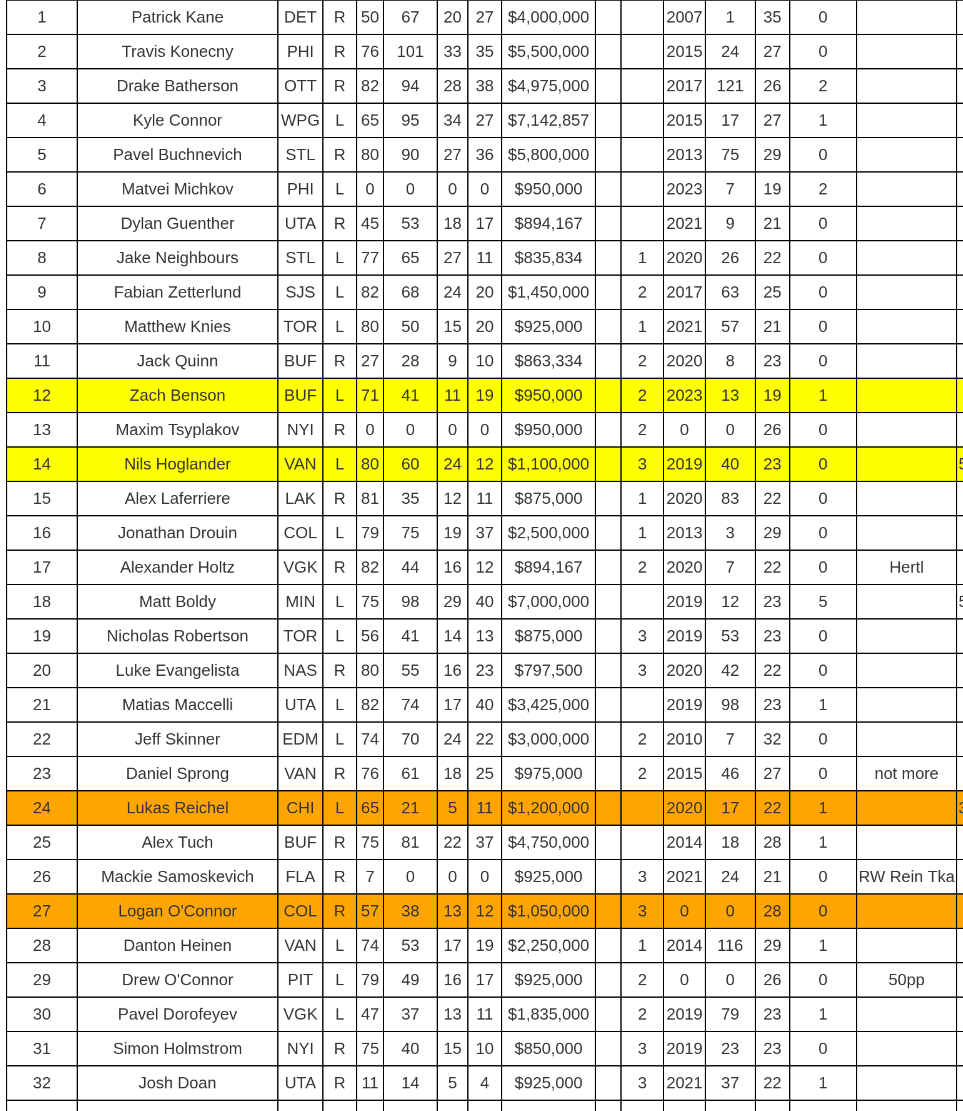 1 Patrick Kane DET R 50 67 20 27 $4,000,000 2007 1 35 0
2 Travis Konecny PHI R 76 101 33 35 $5,500,000 2015 24 27 0
3 Drake Batherson OTT R 82 94 28 38 $4,975,000 2017 121 26 2
4 Kyle Connor WPG L 65 95 34 27 $7,142,857 2015 17 27 1
5 Pavel Buchnevich STL R 80 90 27 36 $5,800,000 2013 75 29 0
6 Matvei Michkov PHI L 0 0 0 0 $950,000 2023 7 19 2
7 Dylan Guenther UTA R 45 53 18 17 $894,167 2021 9 21 0
8 Jake Neighbours STL L 77 65 27 11 $835,834 1 2020 26 22 0
9 Fabian Zetterlund SJS L 82 68 24 20 $1,450,000 2 2017 63 25 0
10 Matthew Knies TOR L 80 50 15 20 $925,000 1 2021 57 21 0
11 Jack Quinn BUF R 27 28 9 10 $863,334 2 2020 8 23 0
12 Zach Benson BUF L 71 41 11 19 $950,000 2 2023 13 19 1
13 Maxim Tsyplakov NYI R 0 0 0 0 $950,000 2 0 0 26 0
14 Nils Hoglander VAN L 80 60 24 12 $1,100,000 3 2019 40 23 0
15 Alex Laferriere LAK R 81 35 12 11 $875,000 1 2020 83 22 0
16 Jonathan Drouin COL L 79 75 19 37 $2,500,000 1 2013 3 29 0
17 Alexander Holtz VGK R 82 44 16 12 $894,167 2 2020 7 22 0 Hertl
18 Matt Boldy MIN L 75 98 29 40 $7,000,000 2019 12 23 5
19 Nicholas Robertson TOR L 56 41 14 13 $875,000 3 2019 53 23 0
20 Luke Evangelista NAS R 80 55 16 23 $797,500 3 2020 42 22 0
21 Matias Maccelli UTA L 82 74 17 40 $3,425,000 2019 98 23 1
22 Jeff Skinner EDM L 74 70 24 22 $3,000,000 2 2010 7 32 0
23 Daniel Sprong VAN R 76 61 18 25 $975,000 2 2015 46 27 0 not more
24 Lukas Reichel CHI L 65 21 5 11 $1,200,000 2020 17 22 1
25 Alex Tuch BUF R 75 81 22 37 $4,750,000 2014 18 28 1
26 Mackie Samoskevich FLA R 7 0 0 0 $925,000 3 2021 24 21 0 RW Rein Tka
27 Logan O'Connor COL R 57 38 13 12 $1,050,000 3 0 0 28 0
28 Danton Heinen VAN L 74 53 17 19 $2,250,000 1 2014 116 29 1
29 Drew O'Connor PIT L 79 49 16 17 $925,000 2 0 0 26 0 50pp
30 Pavel Dorofeyev VGK L 47 37 13 11 $1,835,000 2 2019 79 23 1
31 Simon Holmstrom NYI R 75 40 15 10 $850,000 3 2019 23 23 0
32 Josh Doan UTA R 11 14 5 4 $925,000 3 2021 37 22 1